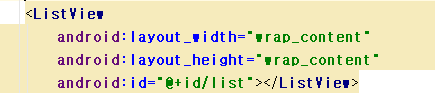 <ListView
android:layout_width="wrap_content"
android:layout_height="wrap_content"
android:id="@+id/list"></ListView>